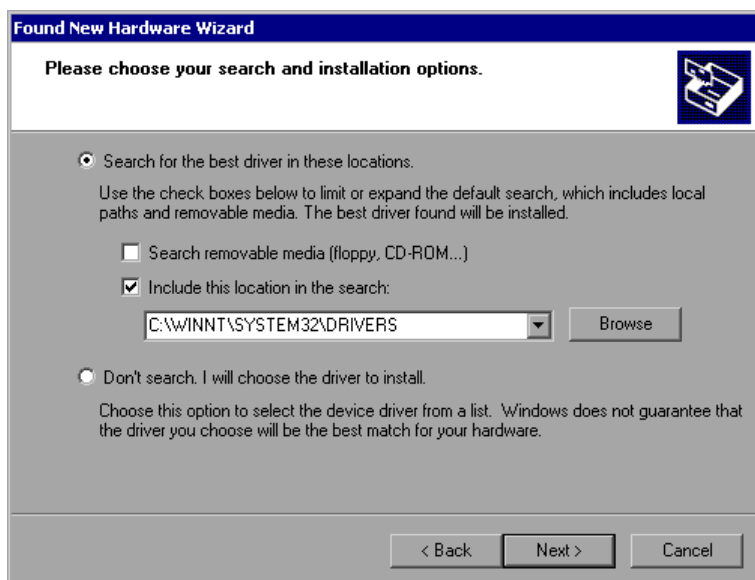 Found New Hardware Wizard
Please choose your search and installation options.
Search for the best driver in these locations.
Use the check boxes below to limit or expand the default search, which includes local
paths and removable media. The best driver found will be installed.
Search removable media (floppy, CD-ROM...)
Include this location in the search:
C:\WINNT\SYSTEM32\DRIVERS
Browse
Don't search. I will choose the driver to install.
Choose this option to select the device driver from a list.  Windows does not guarantee that
the driver you choose will be the best match for your hardware.
< Back
Next >
Cancel